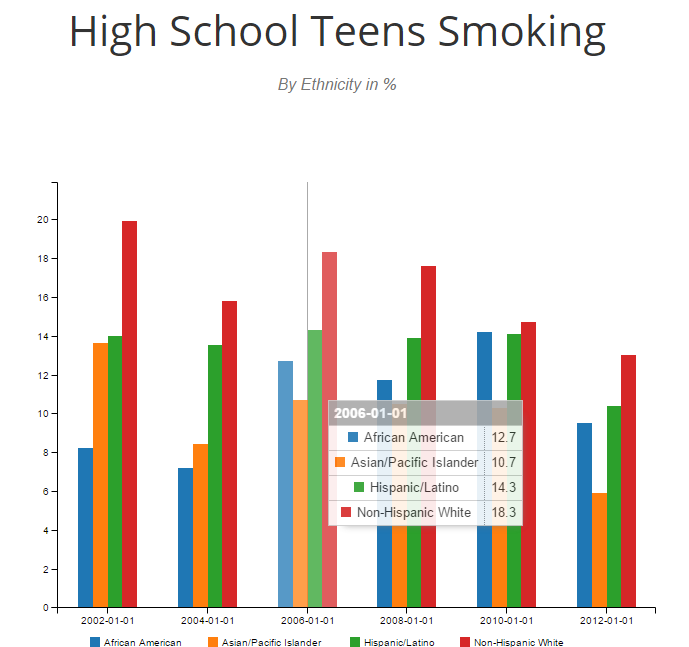 High School Teens Smoking
By Ethnicity in %
20
18
16
14
12
10
8
6
4
2
0
2006-01-01
African American 12.7
Asian/Pacific Islander 10.7
Hispanic/Latino 14.3
Non-Hispanic White 18.3
2002-01-01 2004-01-01 2006-01-01 2008-01-01 2010-01-01 2012-01-01
African American Asian/Pacific Islander Hispanic/Latino Non-Hispanic White